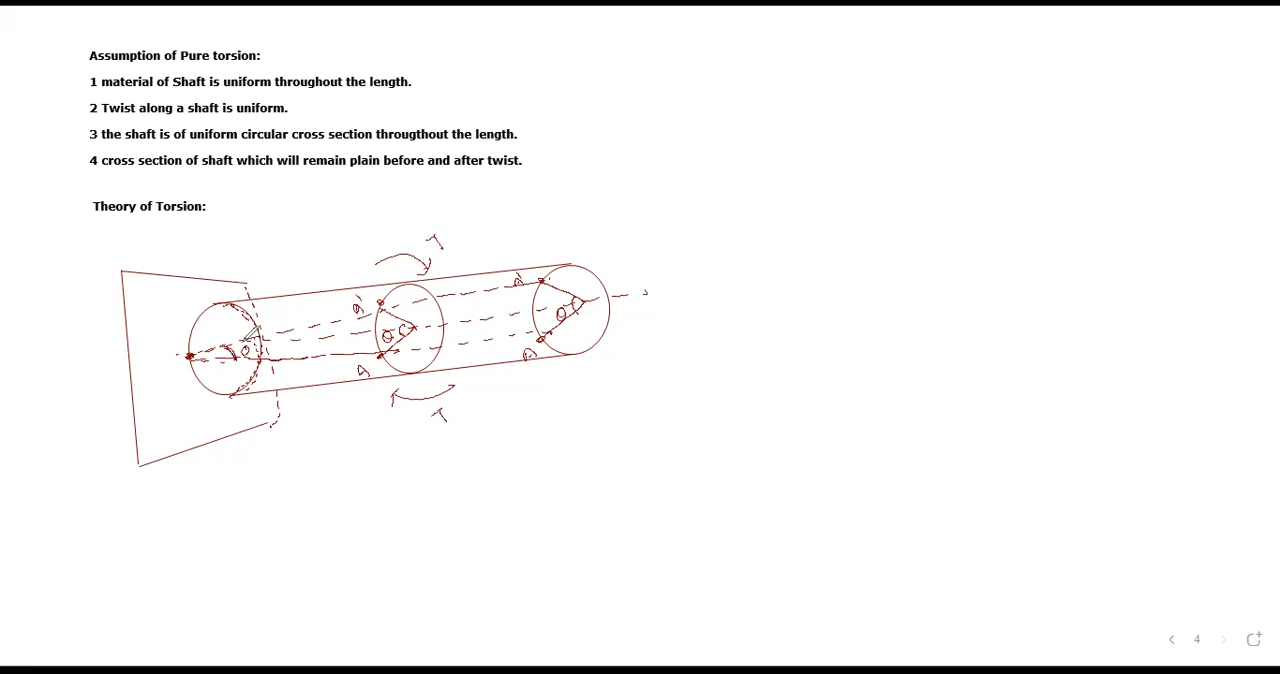 Assumption of Pure torsion:
1 material of Shaft is uniform throughout the length.
2 Twist along a shaft is uniform.
3 the shaft is of uniform circular cross section througthout the length.
4 cross section of shaft which will remain plain before and after twist.
Theory of Torsion:
T
A' A'
θ
θ
A
A
T
4